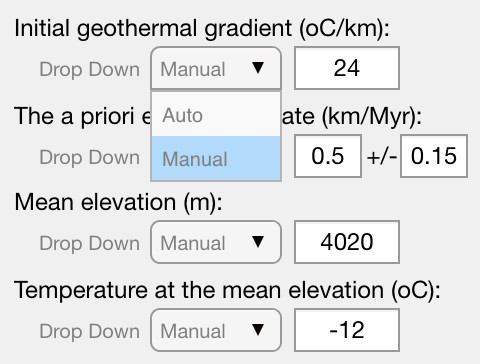 Initial geothermal gradient (oC/km):
Drop Down Manual ▼ 24
Auto
The a priori e ate (km/Myr):
Manual
Drop Down 0.5 +/- 0.15
Mean elevation (m):
Drop Down Manual ▼ 4020
Temperature at the mean elevation (oC):
Drop Down Manual ▼ -12